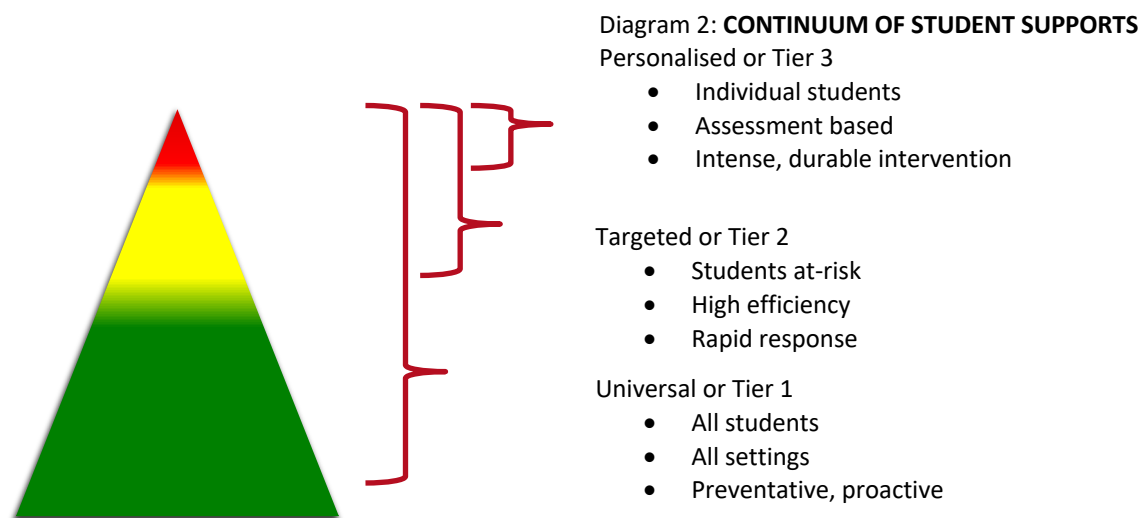 Diagram 2: CONTINUUM OF STUDENT SUPPORTS
Personalised or Tier 3
• Individual students
• Assessment based
• Intense, durable intervention
Targeted or Tier 2
• Students at-risk
• High efficiency
• Rapid response
Universal or Tier 1
• All students
• All settings
• Preventative, proactive